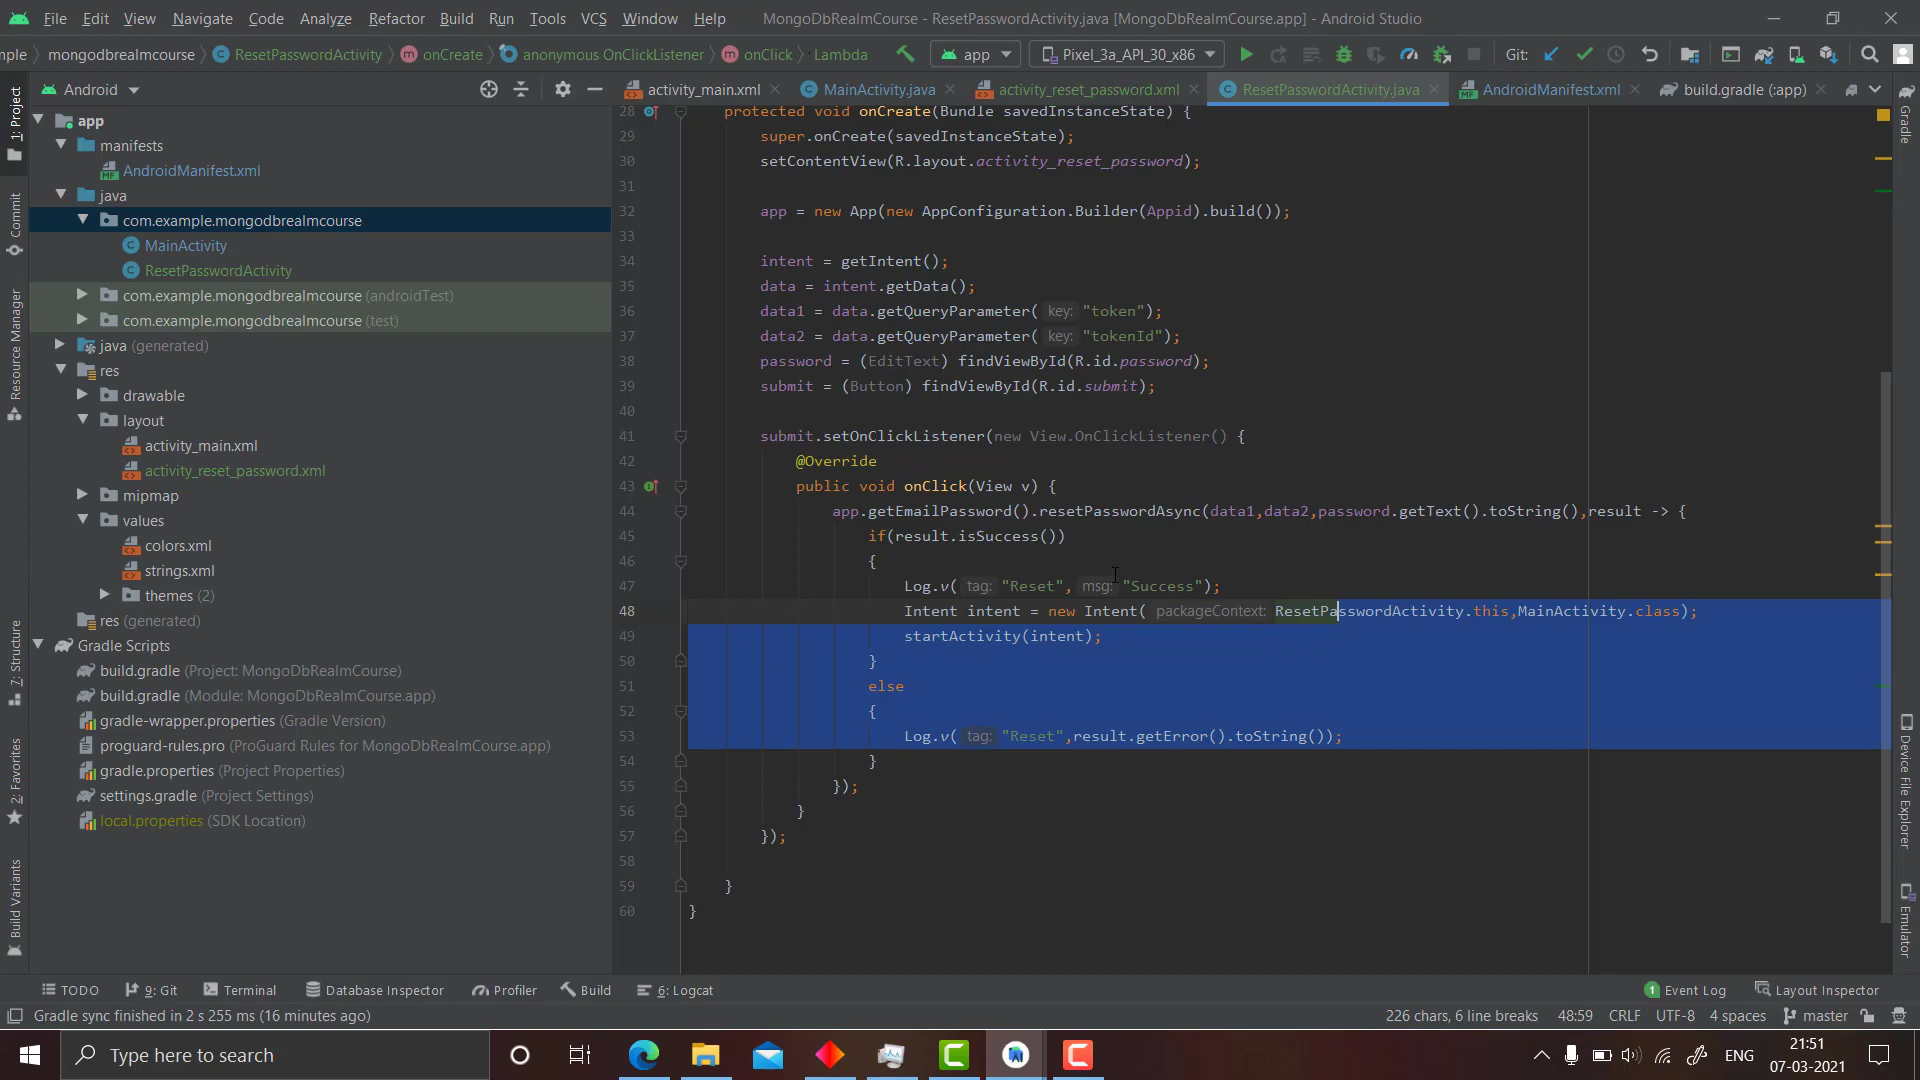 File Edit View Navigate Code Analyze Refactor Build Run Tools VCS Window Help MongoDbRealmCourse - ResetPasswordActivity.java [MongoDbRealmCourse.app] - Android Studio
mple mongodbrealmcourse ResetPasswordActivity onCreate anonymous OnClickListener onClick Lambda app Pixel_3a_API_30_x86 Git:
Android activity_main.xml MainActivity.java activity_reset_password.xml ResetPasswordActivity.java AndroidManifest.xml build.gradle (:app)
1: Project
Commit
Resource Manager
7: Structure
2: Favorites
Build Variants
app
manifests
AndroidManifest.xml
java
com.example.mongodbrealmcourse
MainActivity
ResetPasswordActivity
com.example.mongodbrealmcourse (androidTest)
com.example.mongodbrealmcourse (test)
java (generated)
res
drawable
layout
activity_main.xml
activity_reset_password.xml
mipmap
values
colors.xml
strings.xml
themes (2)
res (generated)
Gradle Scripts
build.gradle (Project: MongoDbRealmCourse)
build.gradle (Module: MongoDbRealmCourse.app)
gradle-wrapper.properties (Gradle Version)
proguard-rules.pro (ProGuard Rules for MongoDbRealmCourse.app)
gradle.properties (Project Properties)
settings.gradle (Project Settings)
local.properties (SDK Location)
28 protected void onCreate(Bundle savedInstanceState) {
29 super.onCreate(savedInstanceState);
30 setContentView(R.layout.activity_reset_password);
31
32 app = new App(new AppConfiguration.Builder(Appid).build());
33
34 intent = getIntent();
35 data = intent.getData();
36 data1 = data.getQueryParameter( key: "token");
37 data2 = data.getQueryParameter( key: "tokenId");
38 password = (EditText) findViewById(R.id.password);
39 submit = (Button) findViewById(R.id.submit);
40
41 submit.setOnClickListener(new View.OnClickListener() {
42 @Override
43 public void onClick(View v) {
44 app.getEmailPassword().resetPasswordAsync(data1,data2,password.getText().toString(),result -> {
45 if(result.isSuccess())
46 {
47 Log.v( tag: "Reset", msg: "Success");
48 Intent intent = new Intent( packageContext: ResetPasswordActivity.this,MainActivity.class);
49 startActivity(intent);
50 }
51 else
52 {
53 Log.v( tag: "Reset",result.getError().toString());
54 }
55 });
56 }
57 });
58
59 }
60 }
Gradle
Device File Explorer
Emulator
TODO 9: Git Terminal Database Inspector Profiler Build 6: Logcat 1 Event Log Layout Inspector
Gradle sync finished in 2 s 255 ms (16 minutes ago) 226 chars, 6 line breaks 48:59 CRLF UTF-8 4 spaces master
Type here to search ENG 21:51
07-03-2021